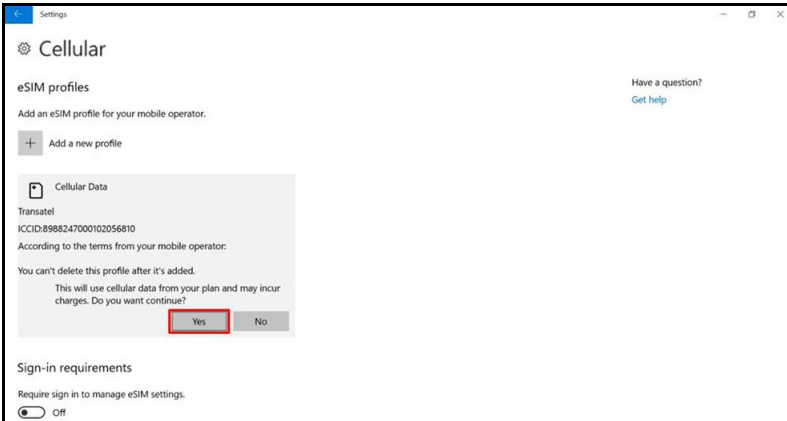 Settings
Cellular
eSIM profiles
Have a question?
Add an eSIM profile for your mobile operator.
Get help
Add a new profile
Cellular Data
Transatel
ICCID:8988247000102056810
According to the terms from your mobile operator:
You can't delete this profile after it's added.
This will use cellular data from your plan and may incur
charges. Do you want continue?
Yes No
Sign-in requirements
Require sign in to manage eSIM settings.
Off